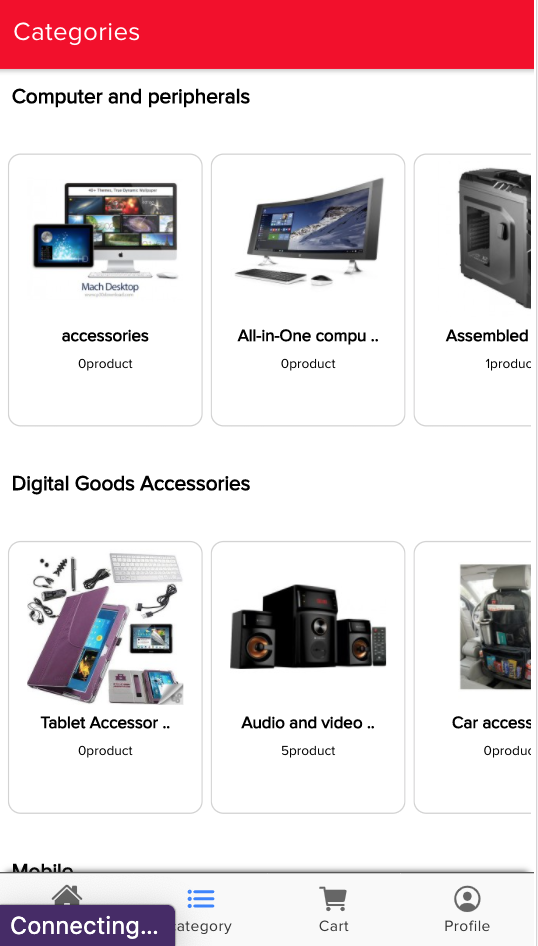 Categories
Computer and peripherals
Mach Desktop
accessories
0product
All-in-One compu ..
0product
Assembled
1produc
Digital Goods Accessories
Tablet Accessor ..
0product
Audio and video ..
5product
Car access
0produc
Mobile
Connecting...
ategory
Cart
Profile